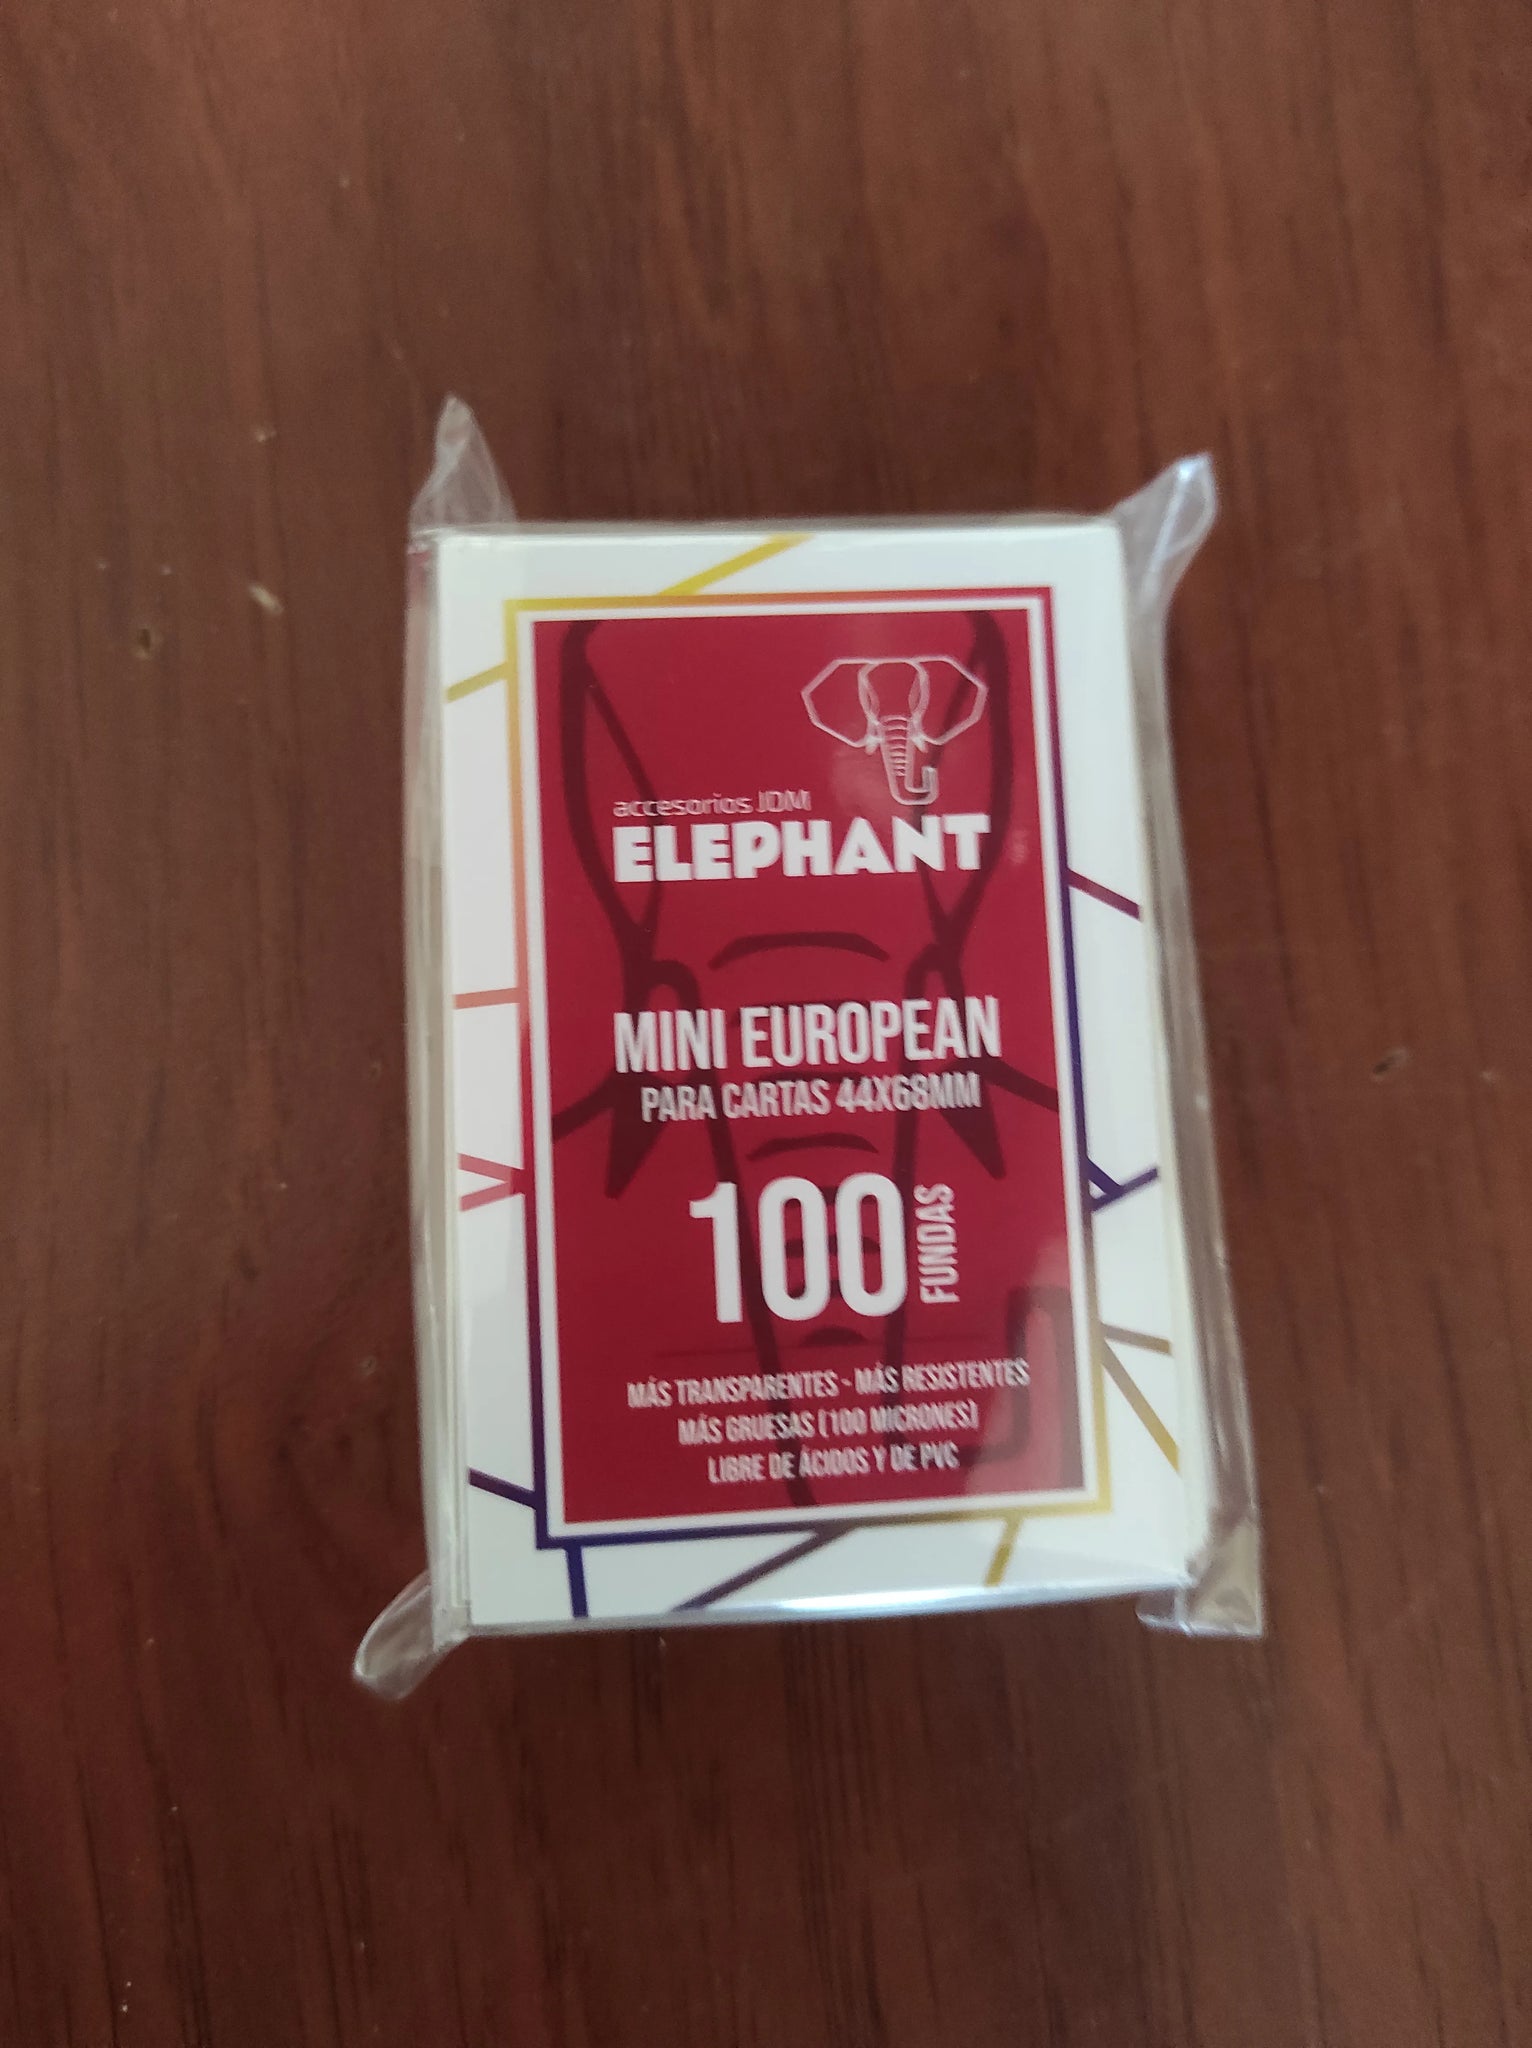 accesorios JDM
ELEPHANT
MINI EUROPEAN
PARA CARTAS 44X68MM
100 FUNDAS
MÁS TRANSPARENTES - MÁS RESISTENTES
MÁS GRUESAS (100 MICRONES)
LIBRE DE ÁCIDOS Y DE PVC